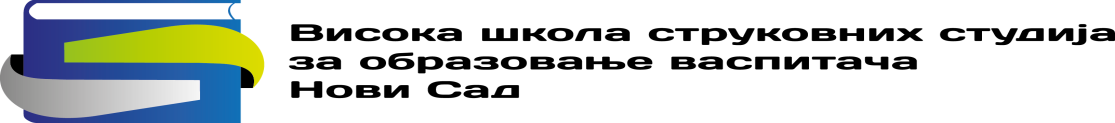 Висока школа струковних студија
за образовање васпитача
Нови Сад